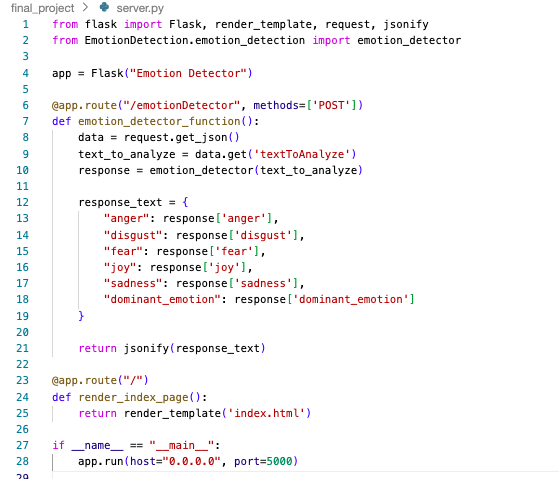 final_project > server.py
1 from flask import Flask, render_template, request, jsonify
2 from EmotionDetection.emotion_detection import emotion_detector
3
4 app = Flask("Emotion Detector")
5
6 @app.route("/emotionDetector", methods=['POST'])
7 def emotion_detector_function():
8     data = request.get_json()
9     text_to_analyze = data.get('textToAnalyze')
10     response = emotion_detector(text_to_analyze)
11
12     response_text = {
13         "anger": response['anger'],
14         "disgust": response['disgust'],
15         "fear": response['fear'],
16         "joy": response['joy'],
17         "sadness": response['sadness'],
18         "dominant_emotion": response['dominant_emotion']
19     }
20
21     return jsonify(response_text)
22
23 @app.route("/")
24 def render_index_page():
25     return render_template('index.html')
26
27 if __name__ == "__main__":
28     app.run(host="0.0.0.0", port=5000)
29